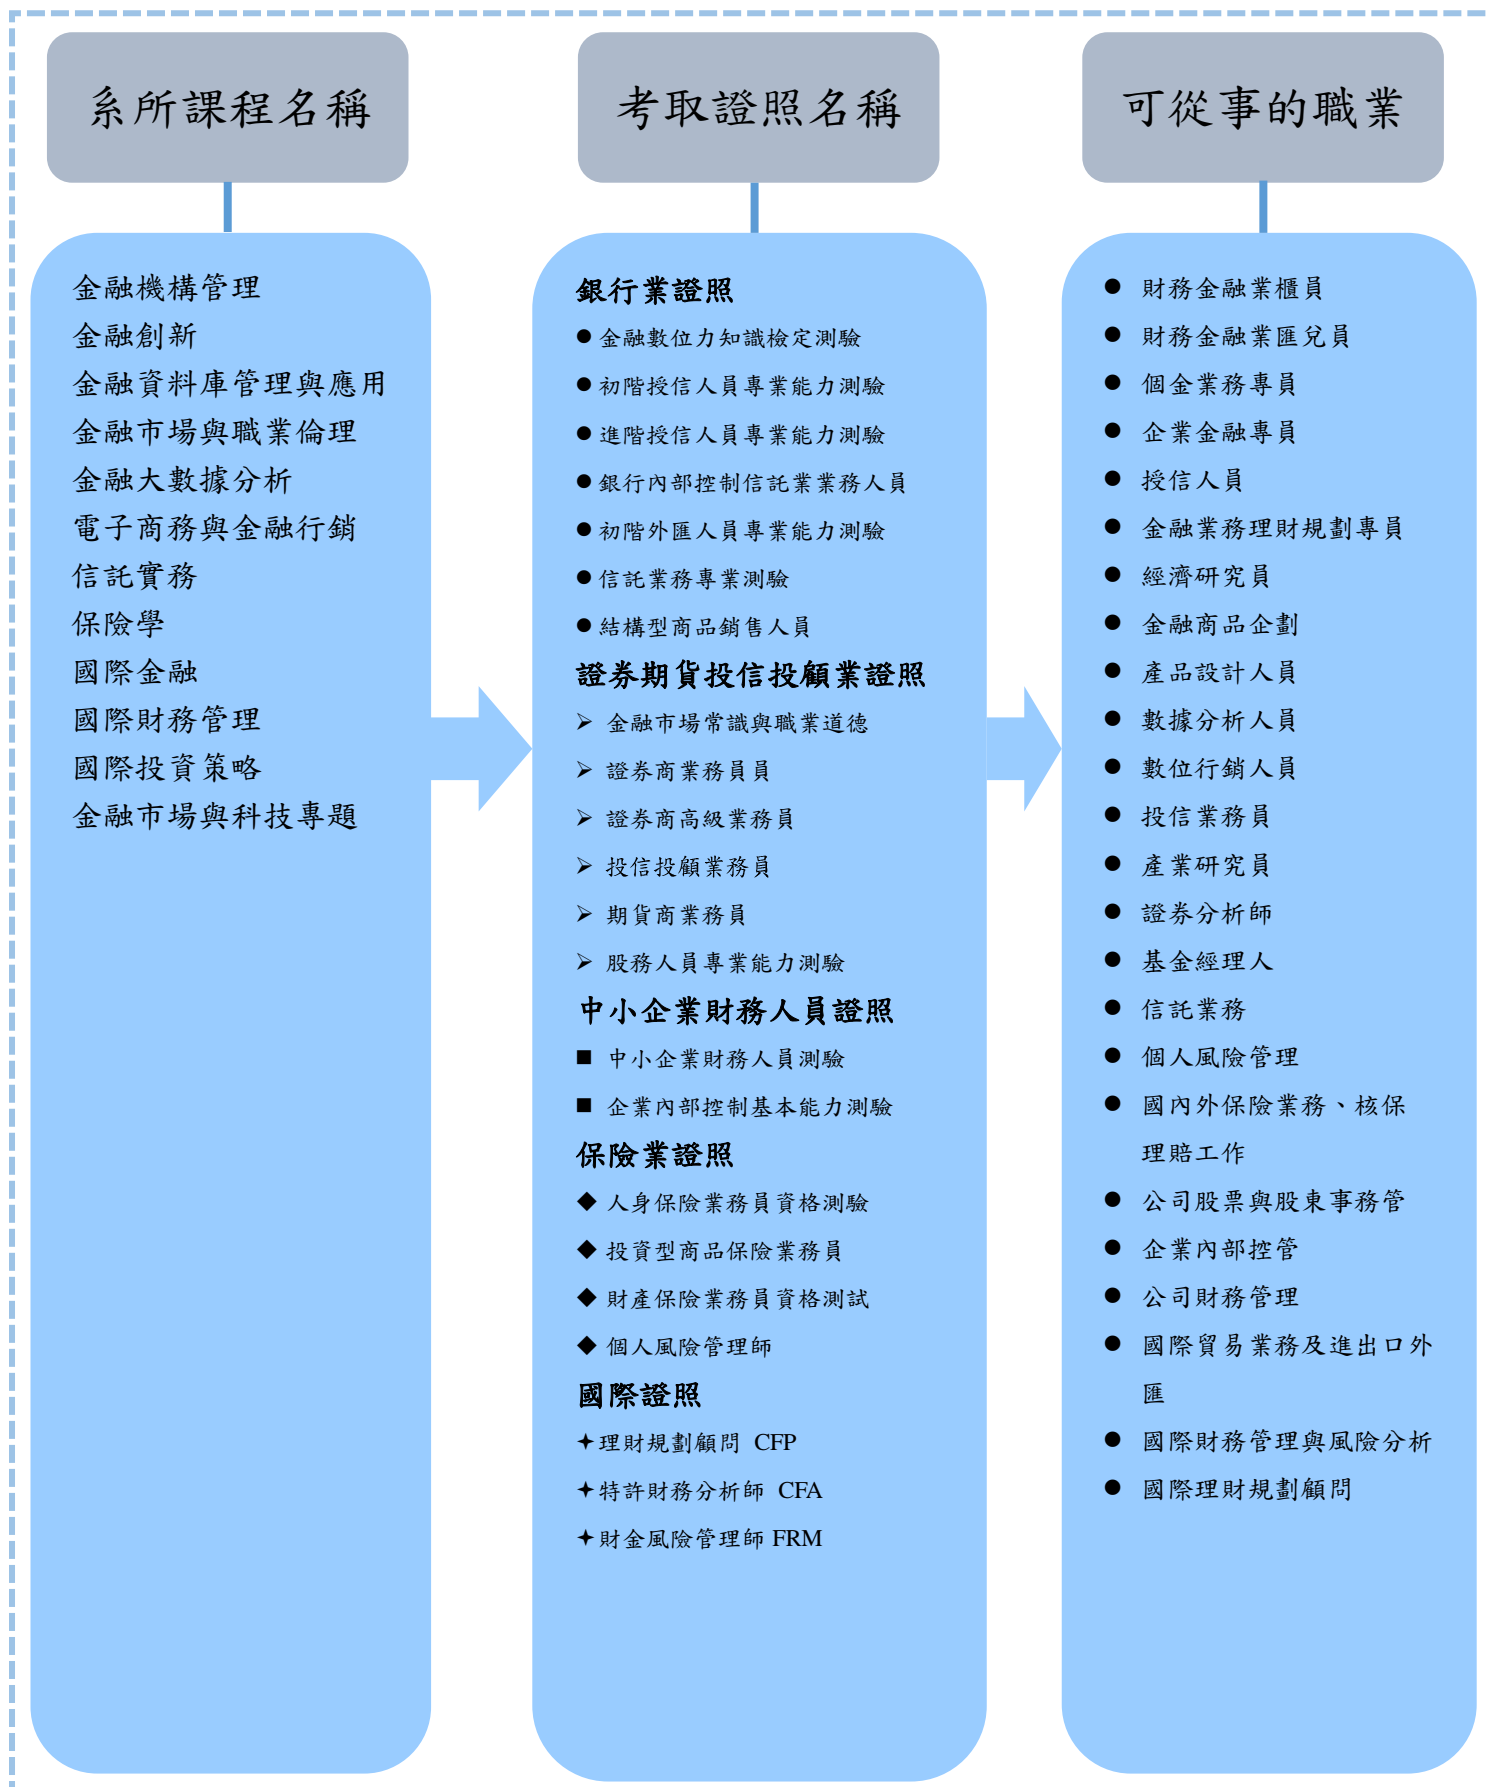 系所課程名稱
金融機構管理
金融創新
金融資料庫管理與應用
金融市場與職業倫理
金融大數據分析
電子商務與金融行銷
信託實務
保險學
國際金融
國際財務管理
國際投資策略
金融市場與科技專題
考取證照名稱
銀行業證照
●金融數位力知識檢定測驗
●初階授信人員專業能力測驗
●進階授信人員專業能力測驗
●銀行內部控制信託業業務人員
●初階外匯人員專業能力測驗
●信託業務專業測驗
●結構型商品銷售人員
證券期貨投信投顧業證照
➢ 金融市場常識與職業道德
➢ 證券商業務員員
➢ 證券商高級業務員
➢ 投信投顧業務員
➢ 期貨商業務員
➢ 股務人員專業能力測驗
中小企業財務人員證照
■ 中小企業財務人員測驗
■ 企業內部控制基本能力測驗
保險業證照
◆ 人身保險業務員資格測驗
◆ 投資型商品保險業務員
◆ 財產保險業務員資格測試
◆ 個人風險管理師
國際證照
✦理財規劃顧問 CFP
✦特許財務分析師 CFA
✦財金風險管理師 FRM
可從事的職業
● 財務金融業櫃員
● 財務金融業匯兌員
● 個金業務專員
● 企業金融專員
● 授信人員
● 金融業務理財規劃專員
● 經濟研究員
● 金融商品企劃
● 產品設計人員
● 數據分析人員
● 數位行銷人員
● 投信業務員
● 產業研究員
● 證券分析師
● 基金經理人
● 信託業務
● 個人風險管理
● 國內外保險業務、核保
理賠工作
● 公司股票與股東事務管
● 企業內部控管
● 公司財務管理
● 國際貿易業務及進出口外
匯
● 國際財務管理與風險分析
● 國際理財規劃顧問